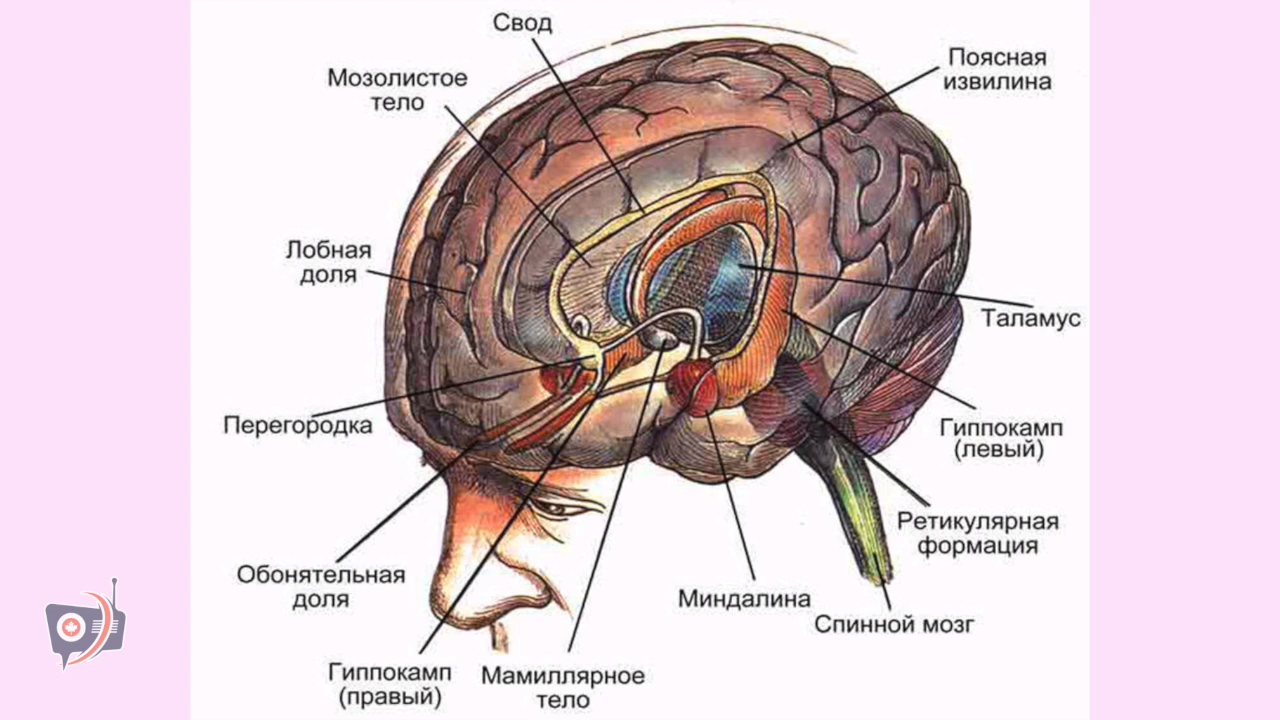 Свод
Поясная
извилина
Мозолистое
тело
Лобная
доля
Таламус
Перегородка
Гиппокамп
(левый)
Ретикулярная
формация
Обонятельная
доля
Миндалина
Спинной мозг
Гиппокамп
(правый)
Мамиллярное
тело